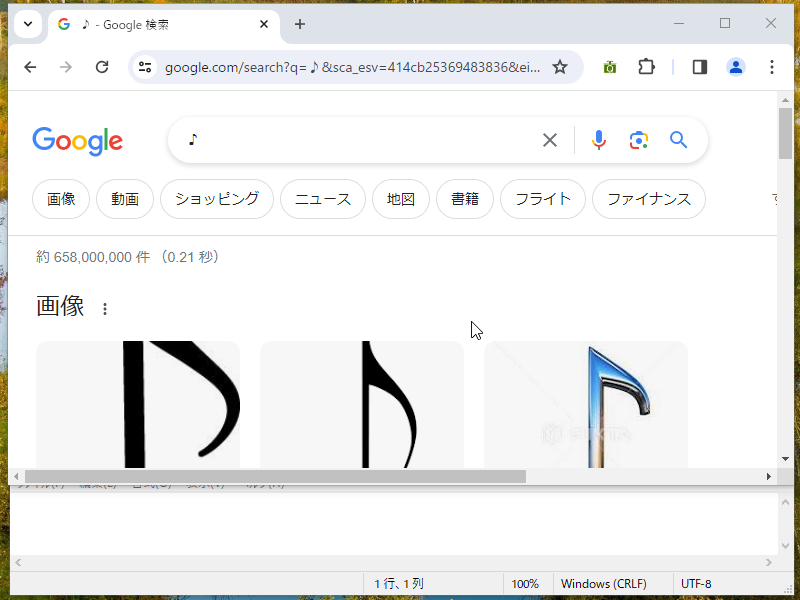 ♪ - Google 検索
google.com/search?q=♪&sca_esv=414cb25369483836&ei...
Google
♪
画像 動画 ショッピング ニュース 地図 書籍 フライト ファイナンス
約 658,000,000 件 （0.21 秒）
画像
1 行、1 列 100% Windows (CRLF) UTF-8